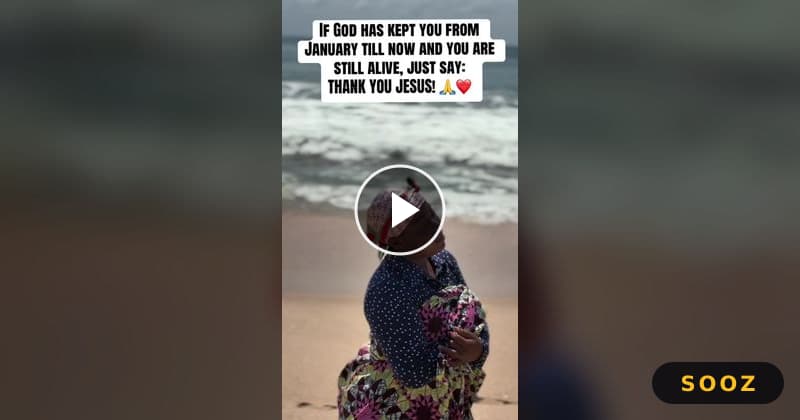 IF GOD HAS KEPT YOU FROM
JANUARY TILL NOW AND YOU ARE
STILL ALIVE, JUST SAY:
THANK YOU JESUS! 🙏❤️
SOOZ